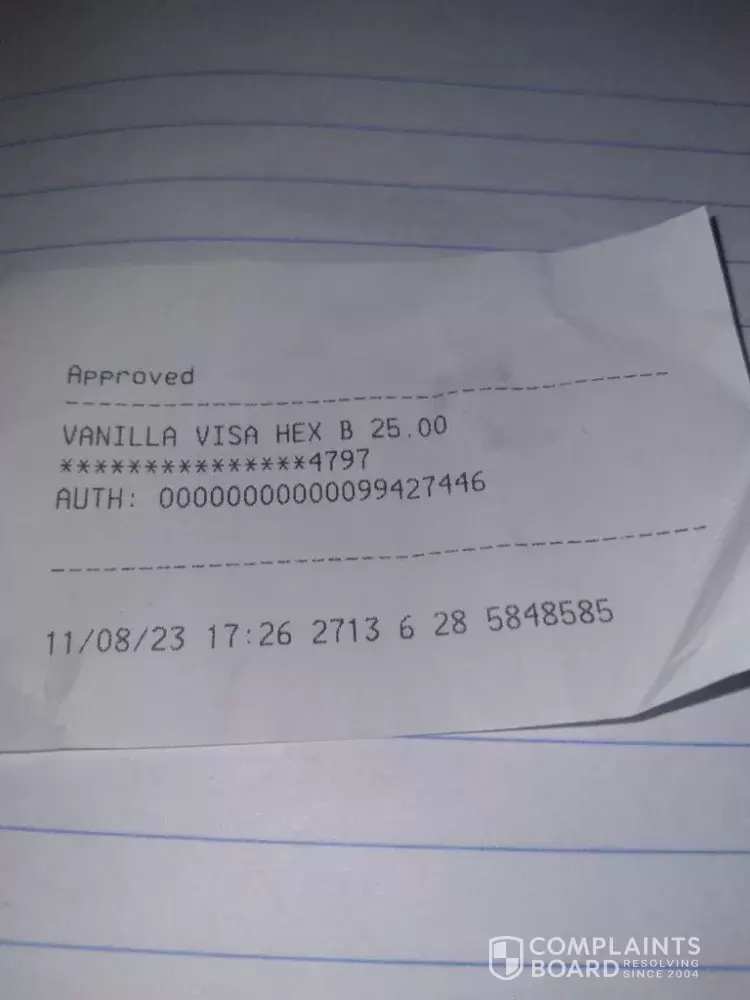 Approved
VANILLA VISA HEX B 25.00
***************4797
AUTH: 00000000000099427446
11/08/23 17:26 2713 6 28 5848585
COMPLAINTS
BOARD RESOLVING
SINCE 2004